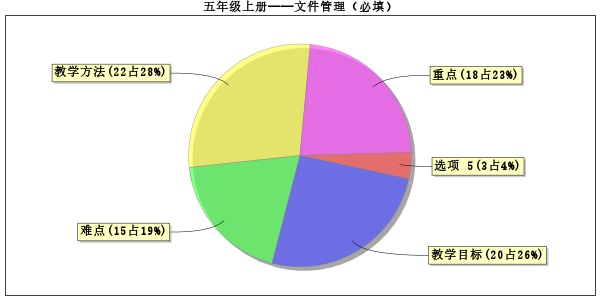 五年级上册——文件管理（必填）
教学方法(22占28%)
重点(18占23%)
选项 5(3占4%)
难点(15占19%)
教学目标(20占26%)